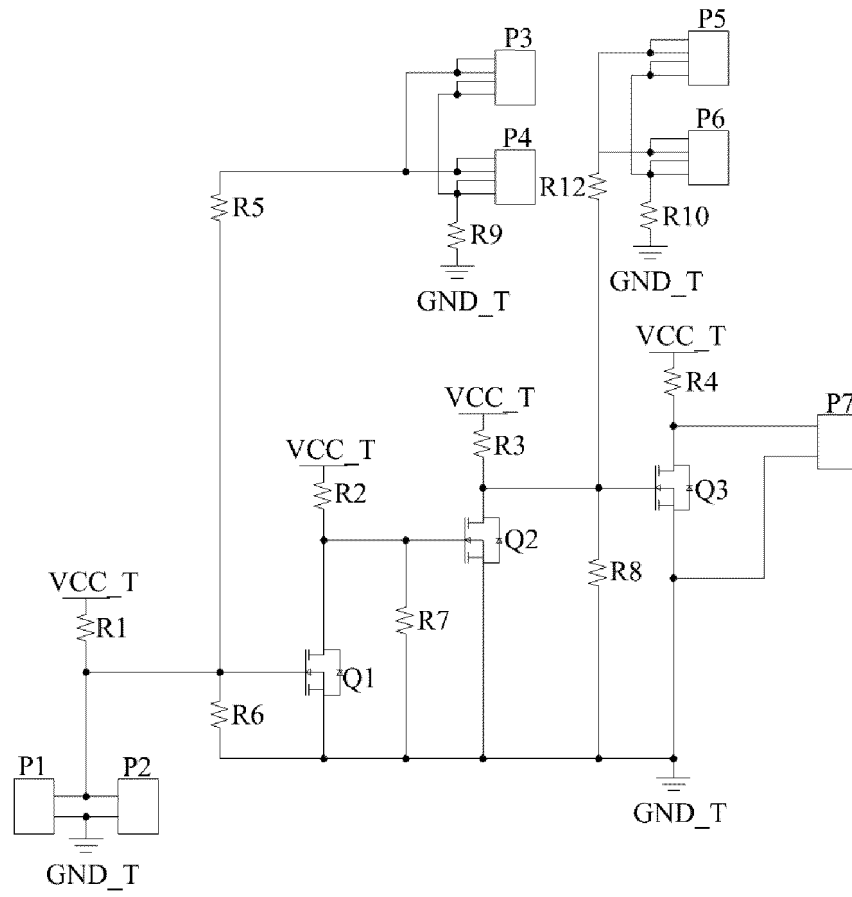 P3
P5
P4
P6
R5
R12
R9
R10
GND_T
GND_T
VCC_T
R4
VCC_T
P7
R3
VCC_T
R2
Q3
Q2
VCC_T
R8
R1
R7
Q1
R6
P1
P2
GND_T
GND_T